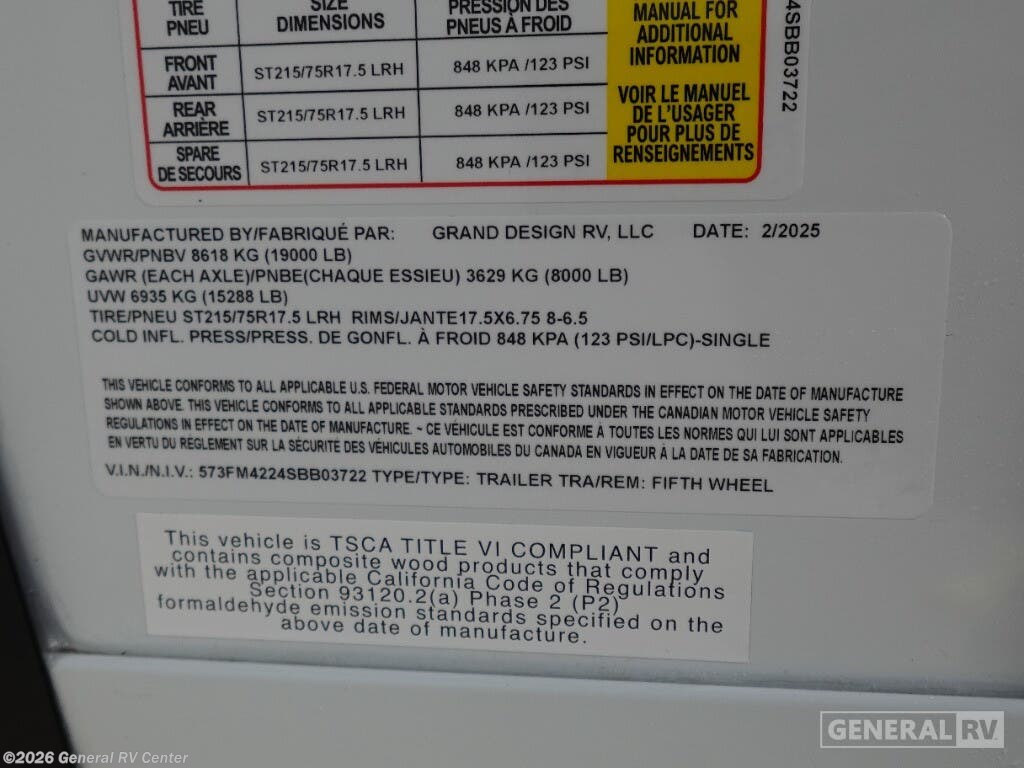 TIRE
PNEU
SIZE
DIMENSIONS
PRESSION DES
PNEUS À FROID
MANUAL FOR
ADDITIONAL
INFORMATION
FRONT
AVANT
ST215/75R17.5 LRH
848 KPA /123 PSI
REAR
ARRIÈRE
ST215/75R17.5 LRH
848 KPA /123 PSI
VOIR LE MANUEL
DE L'USAGER
POUR PLUS DE
RENSEIGNEMENTS
SPARE
DE SECOURS
ST215/75R17.5 LRH
848 KPA /123 PSI
4SBB03722
MANUFACTURED BY/FABRIQUÉ PAR: GRAND DESIGN RV, LLC DATE: 2/2025
GVWR/PNBV 8618 KG (19000 LB)
GAWR (EACH AXLE)/PNBE(CHAQUE ESSIEU) 3629 KG (8000 LB)
UVW 6935 KG (15288 LB)
TIRE/PNEU ST215/75R17.5 LRH RIMS/JANTE17.5X6.75 8-6.5
COLD INFL. PRESS/PRESS. DE GONFL. À FROID 848 KPA (123 PSI/LPC)-SINGLE
THIS VEHICLE CONFORMS TO ALL APPLICABLE U.S. FEDERAL MOTOR VEHICLE SAFETY STANDARDS IN EFFECT ON THE DATE OF MANUFACTURE
SHOWN ABOVE. THIS VEHICLE CONFORMS TO ALL APPLICABLE STANDARDS PRESCRIBED UNDER THE CANADIAN MOTOR VEHICLE SAFETY
REGULATIONS IN EFFECT ON THE DATE OF MANUFACTURE. ~ CE VÉHICULE EST CONFORME À TOUTES LES NORMES QUI LUI SONT APPLICABLES
EN VERTU DU RÈGLEMENT SUR LA SÉCURITÉ DES VÉHICULES AUTOMOBILES DU CANADA EN VIGUEUR À LA DATE DE SA FABRICATION.
V.I.N./N.I.V.: 573FM4224SBB03722 TYPE/TYPE: TRAILER TRA/REM: FIFTH WHEEL
This vehicle is TSCA TITLE VI COMPLIANT and
contains composite wood products that comply
with the applicable California Code of Regulations
Section 93120.2(a) Phase 2 (P2)
formaldehyde emission standards specified on the
above date of manufacture.
GENERAL RV
©2026 General RV Center